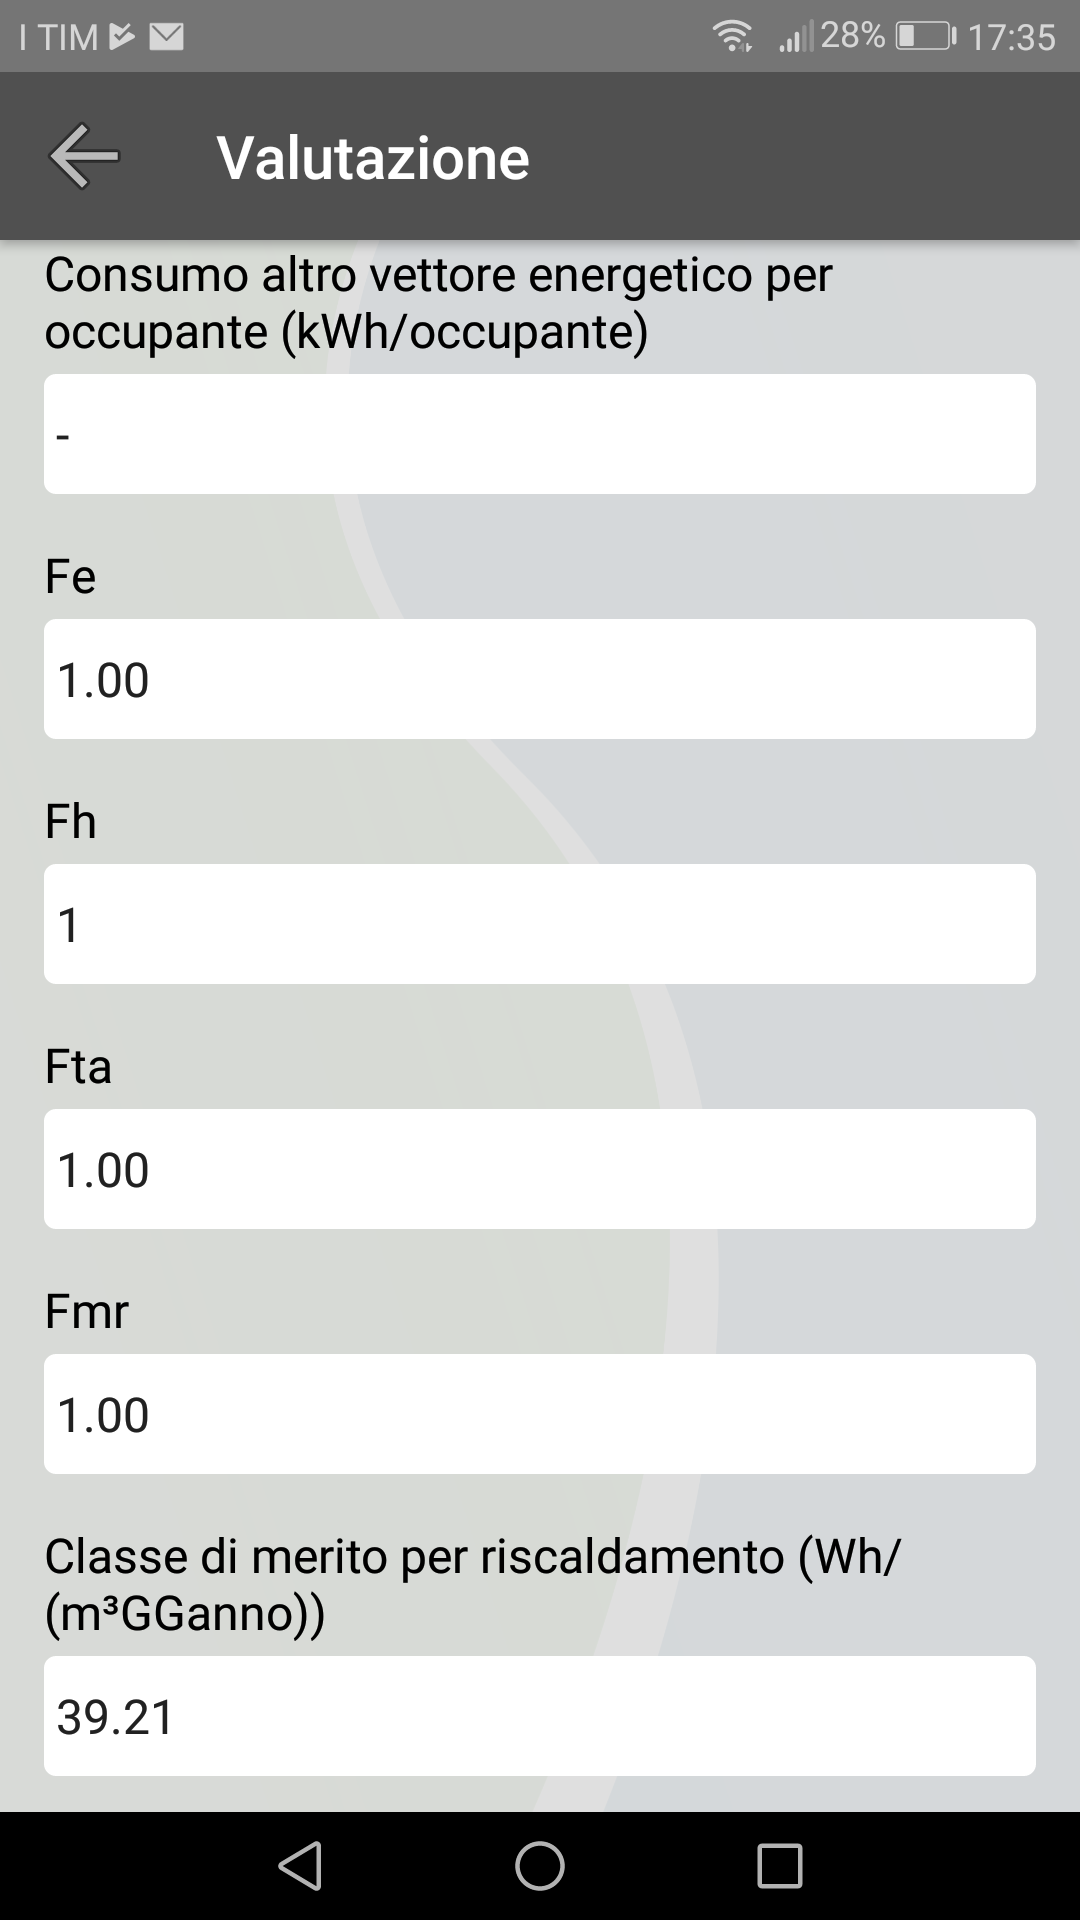 I TIM 28% 17:35
Valutazione
Consumo altro vettore energetico per
occupante (kWh/occupante)
-
Fe
1.00
Fh
1
Fta
1.00
Fmr
1.00
Classe di merito per riscaldamento (Wh/
(m³GGanno))
39.21